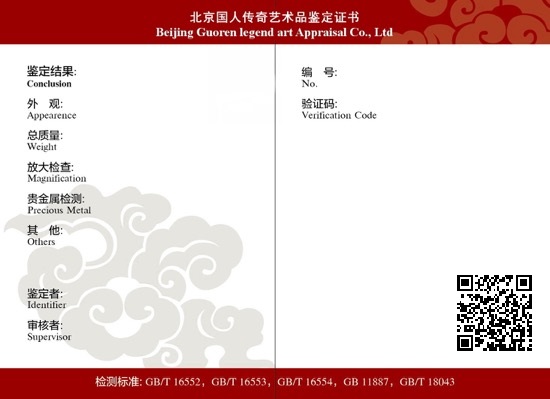 北京国人传奇艺术品鉴定证书
Beijing Guoren legend art Appraisal Co., Ltd
鉴定结果:
Conclusion
外 观:
Appearence
总质量:
Weight
放大检查:
Magnification
贵金属检测:
Precious Metal
其 他:
Others
鉴定者:
Identifier
审核者:
Supervisor
编 号:
No.
验证码:
Verification Code
检测标准: GB/T 16552，GB/T 16553，GB/T 16554，GB 11887，GB/T 18043